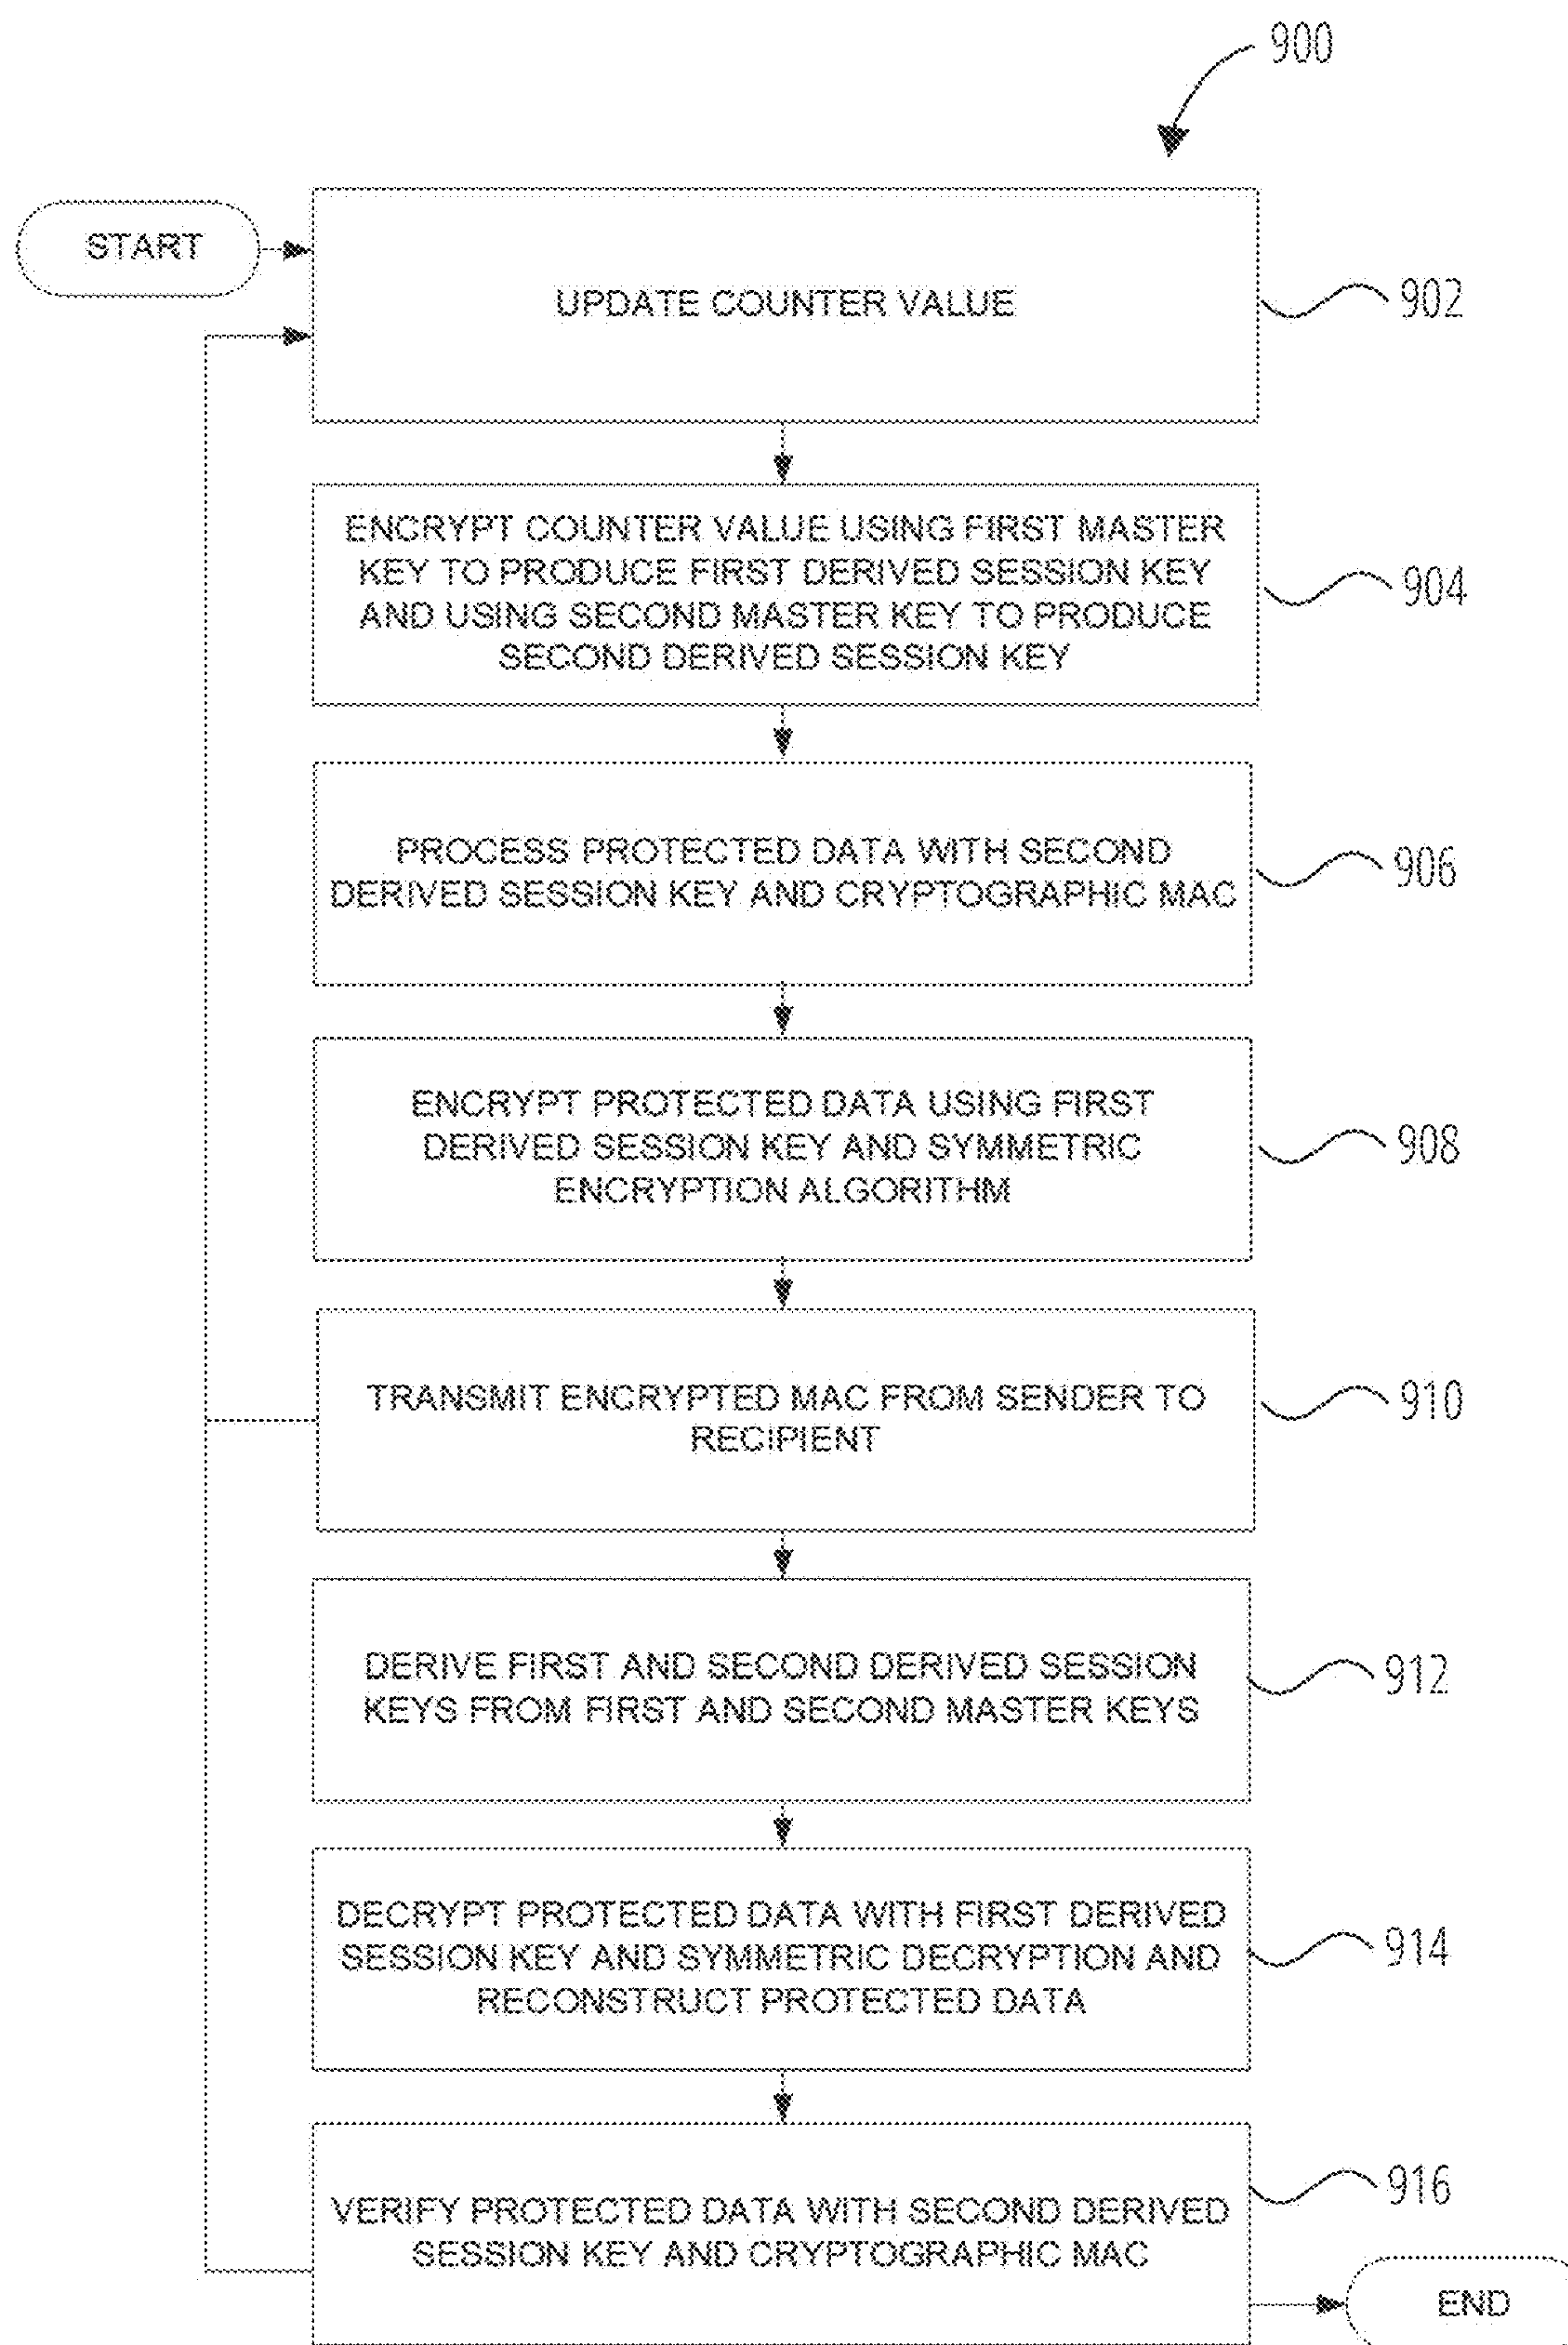 900
START
UPDATE COUNTER VALUE
902
ENCRYPT COUNTER VALUE USING FIRST MASTER
KEY TO PRODUCE FIRST DERIVED SESSION KEY
AND USING SECOND MASTER KEY TO PRODUCE
SECOND DERIVED SESSION KEY
904
PROCESS PROTECTED DATA WITH SECOND
DERIVED SESSION KEY AND CRYPTOGRAPHIC MAC
906
ENCRYPT PROTECTED DATA USING FIRST
DERIVED SESSION KEY AND SYMMETRIC
ENCRYPTION ALGORITHM
908
TRANSMIT ENCRYPTED MAC FROM SENDER TO
RECIPIENT
910
DERIVE FIRST AND SECOND DERIVED SESSION
KEYS FROM FIRST AND SECOND MASTER KEYS
912
DECRYPT PROTECTED DATA WITH FIRST DERIVED
SESSION KEY AND SYMMETRIC DECRYPTION AND
RECONSTRUCT PROTECTED DATA
914
VERIFY PROTECTED DATA WITH SECOND DERIVED
SESSION KEY AND CRYPTOGRAPHIC MAC
916
END